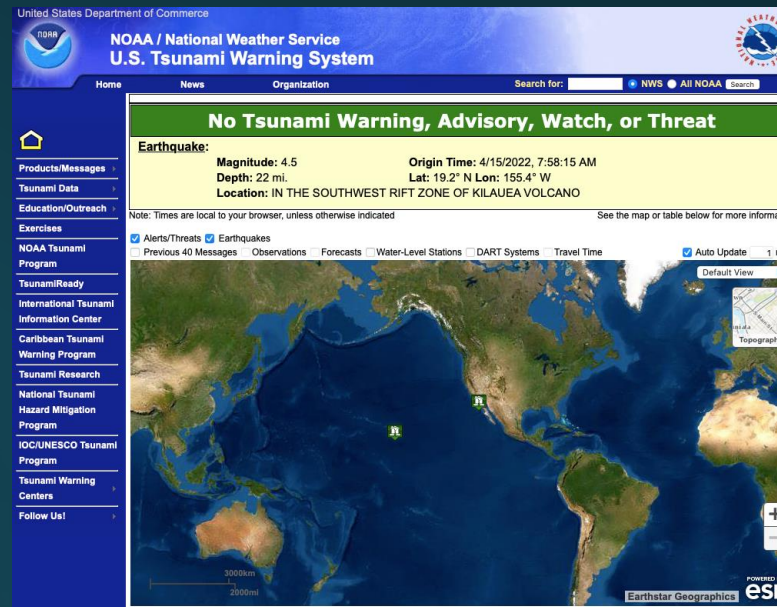 United States Department of Commerce
NOAA
NOAA / National Weather Service
U.S. Tsunami Warning System
Home News Organization Search for: NWS All NOAA Search
No Tsunami Warning, Advisory, Watch, or Threat
Earthquake:
Magnitude: 4.5 Origin Time: 4/15/2022, 7:58:15 AM
Depth: 22 mi. Lat: 19.2° N Lon: 155.4° W
Location: IN THE SOUTHWEST RIFT ZONE OF KILAUEA VOLCANO
Note: Times are local to your browser, unless otherwise indicated See the map or table below for more informa
Alerts/Threats Earthquakes
Previous 40 Messages Observations Forecasts Water-Level Stations DART Systems Travel Time Auto Update 1
Products/Messages
Tsunami Data
Education/Outreach
Exercises
NOAA Tsunami
Program
TsunamiReady
International Tsunami
Information Center
Caribbean Tsunami
Warning Program
Tsunami Research
National Tsunami
Hazard Mitigation
Program
IOC/UNESCO Tsunami
Program
Tsunami Warning
Centers
Follow Us!
Default View
Topograph
+
3000km
2000mi
Earthstar Geographics
POWERED
esr